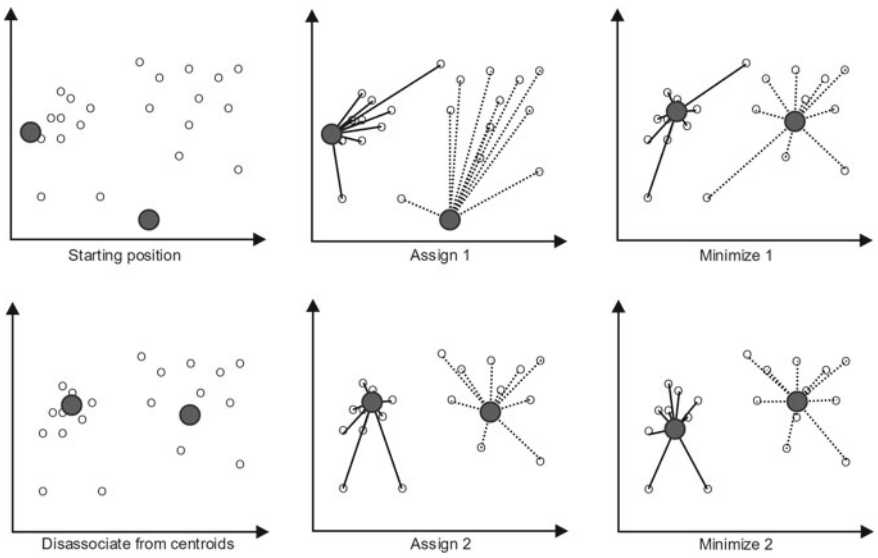 Starting position
Assign 1
Minimize 1
Disassociate from centroids
Assign 2
Minimize 2